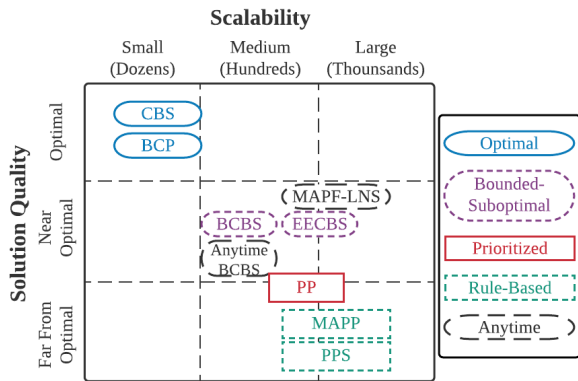 Scalability
Small
(Dozens)
Medium
(Hundreds)
Large
(Thounsands)
Solution Quality
Optimal
Near
Optimal
Far From
Optimal
CBS
BCP
MAPF-LNS
BCBS
EECBS
Anytime
BCBS
PP
MAPP
PPS
Optimal
Bounded-
Suboptimal
Prioritized
Rule-Based
Anytime